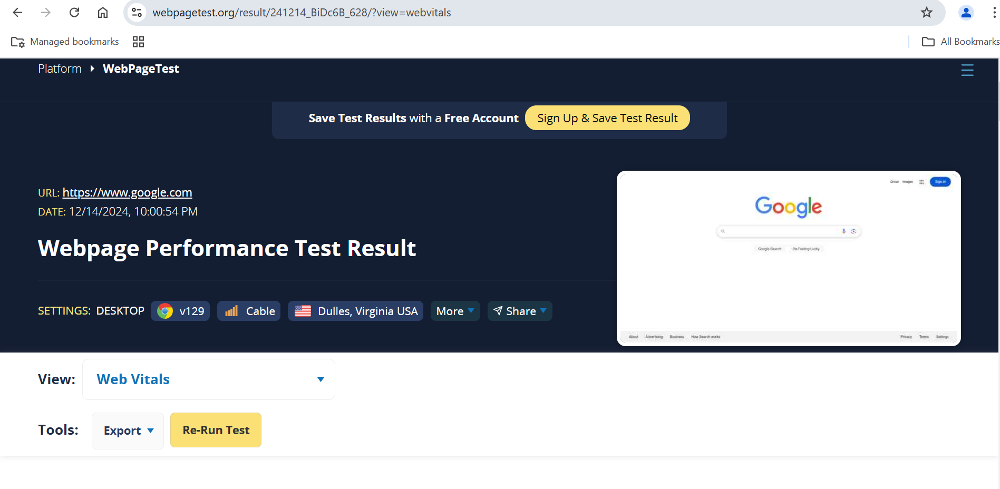 webpagetest.org/result/241214_BiDc6B_628/?view=webvitals
Managed bookmarks
All Bookmarks
Platform WebPageTest
Save Test Results with a Free Account Sign Up & Save Test Result
URL: https://www.google.com
DATE: 12/14/2024, 10:00:54 PM
Webpage Performance Test Result
SETTINGS: DESKTOP v129 Cable Dulles, Virginia USA More Share
Gmail Images Sign in
Google
Google Search I'm Feeling Lucky
About Advertising Business How Search works Privacy Terms Settings
View: Web Vitals
Tools: Export Re-Run Test